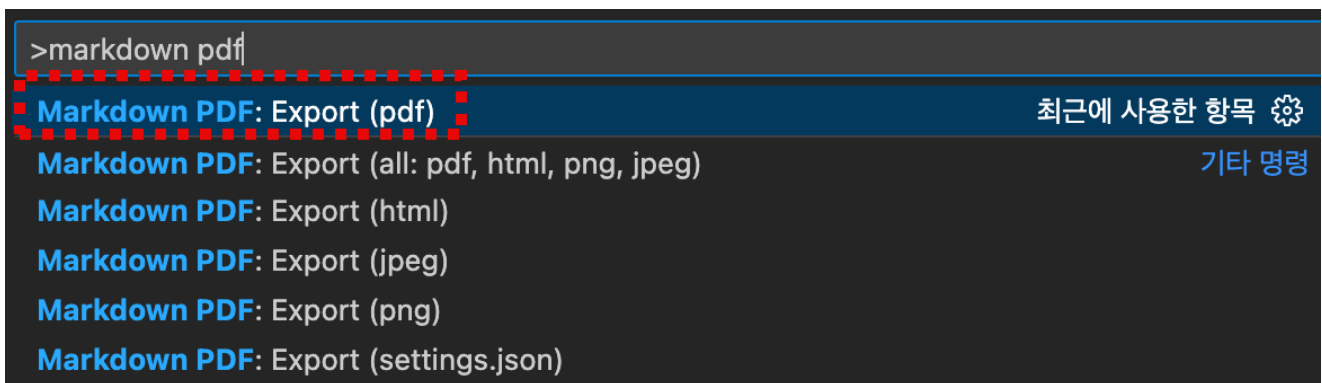 >markdown pdf
Markdown PDF: Export (pdf) 최근에 사용한 항목
Markdown PDF: Export (all: pdf, html, png, jpeg) 기타 명령
Markdown PDF: Export (html)
Markdown PDF: Export (jpeg)
Markdown PDF: Export (png)
Markdown PDF: Export (settings.json)